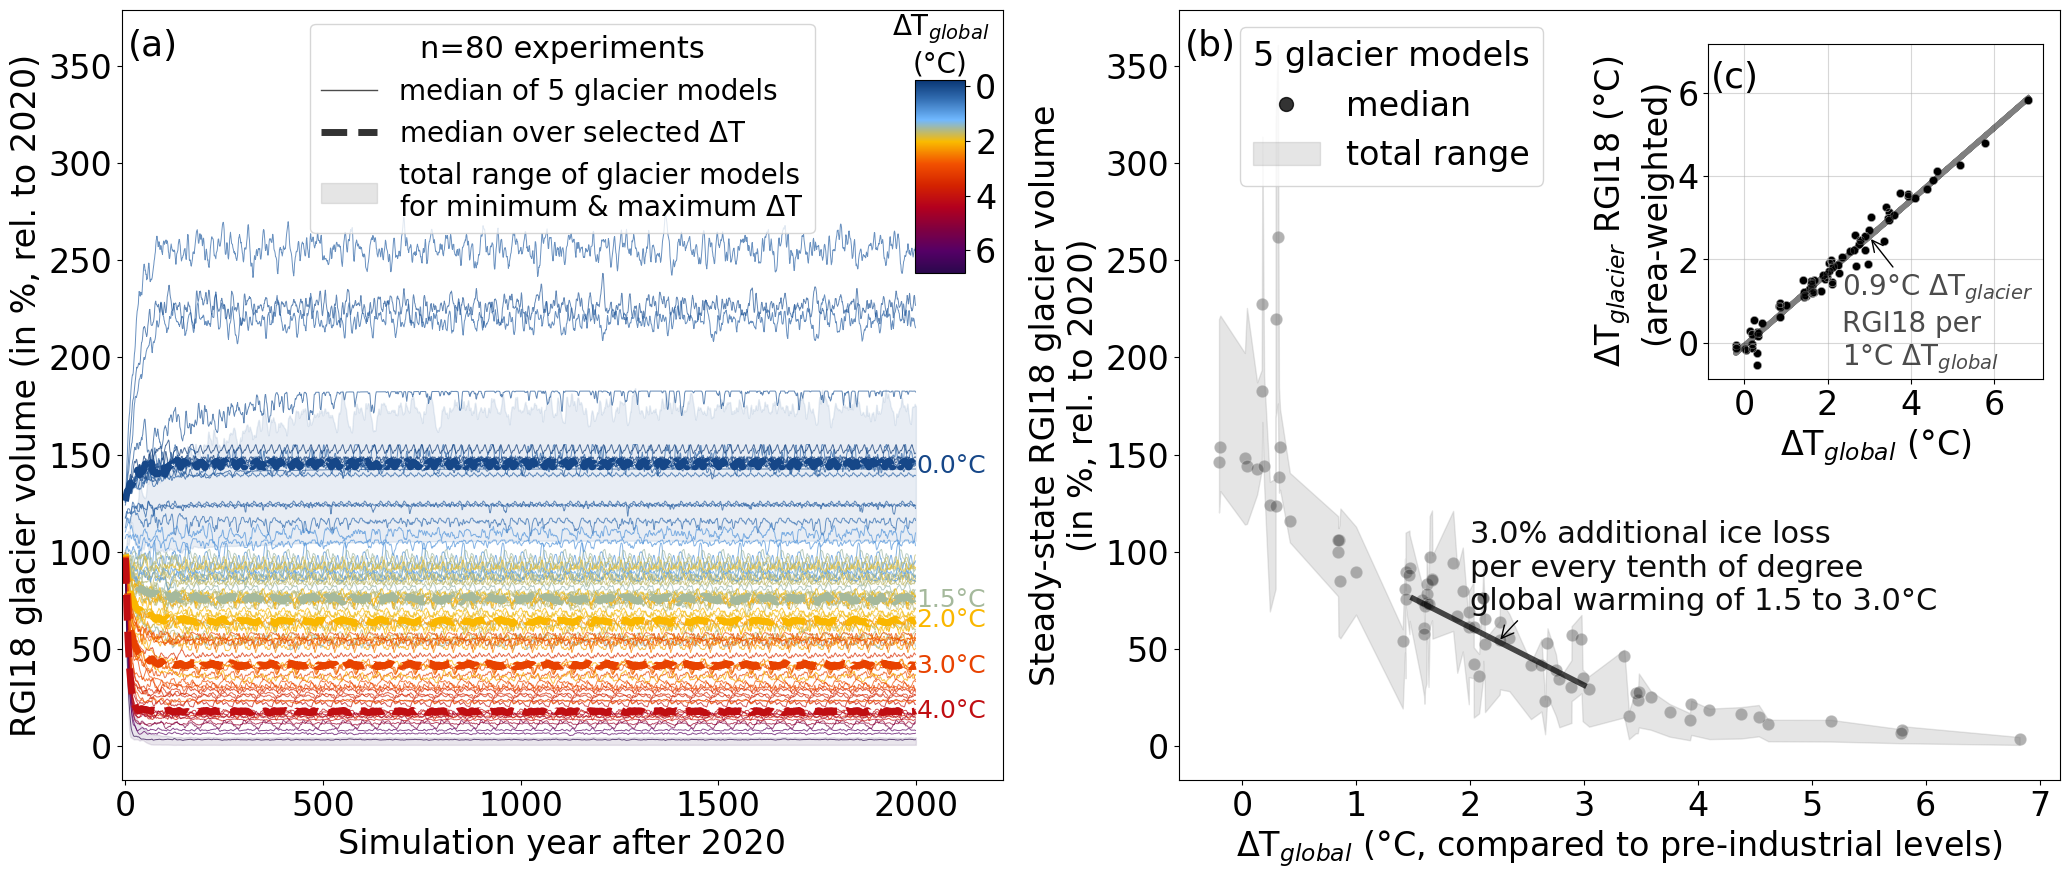 (a)
n=80 experiments
median of 5 glacier models
median over selected ΔT
total range of glacier models
for minimum & maximum ΔT
ΔT_global
(°C)
0
2
4
6
RGI18 glacier volume (in %, rel. to 2020)
350
300
250
200
150
100
50
0
0.0°C
1.5°C
2.0°C
3.0°C
4.0°C
0
500
1000
1500
2000
Simulation year after 2020
(b)
5 glacier models
median
total range
Steady-state RGI18 glacier volume
(in %, rel. to 2020)
350
300
250
200
150
100
50
0
3.0% additional ice loss
per every tenth of degree
global warming of 1.5 to 3.0°C
0
1
2
3
4
5
6
7
ΔT_global (°C, compared to pre-industrial levels)
(c)
ΔT_glacier RGI18 (°C)
(area-weighted)
6
4
2
0
0.9°C ΔT_glacier
RGI18 per
1°C ΔT_global
0
2
4
6
ΔT_global (°C)